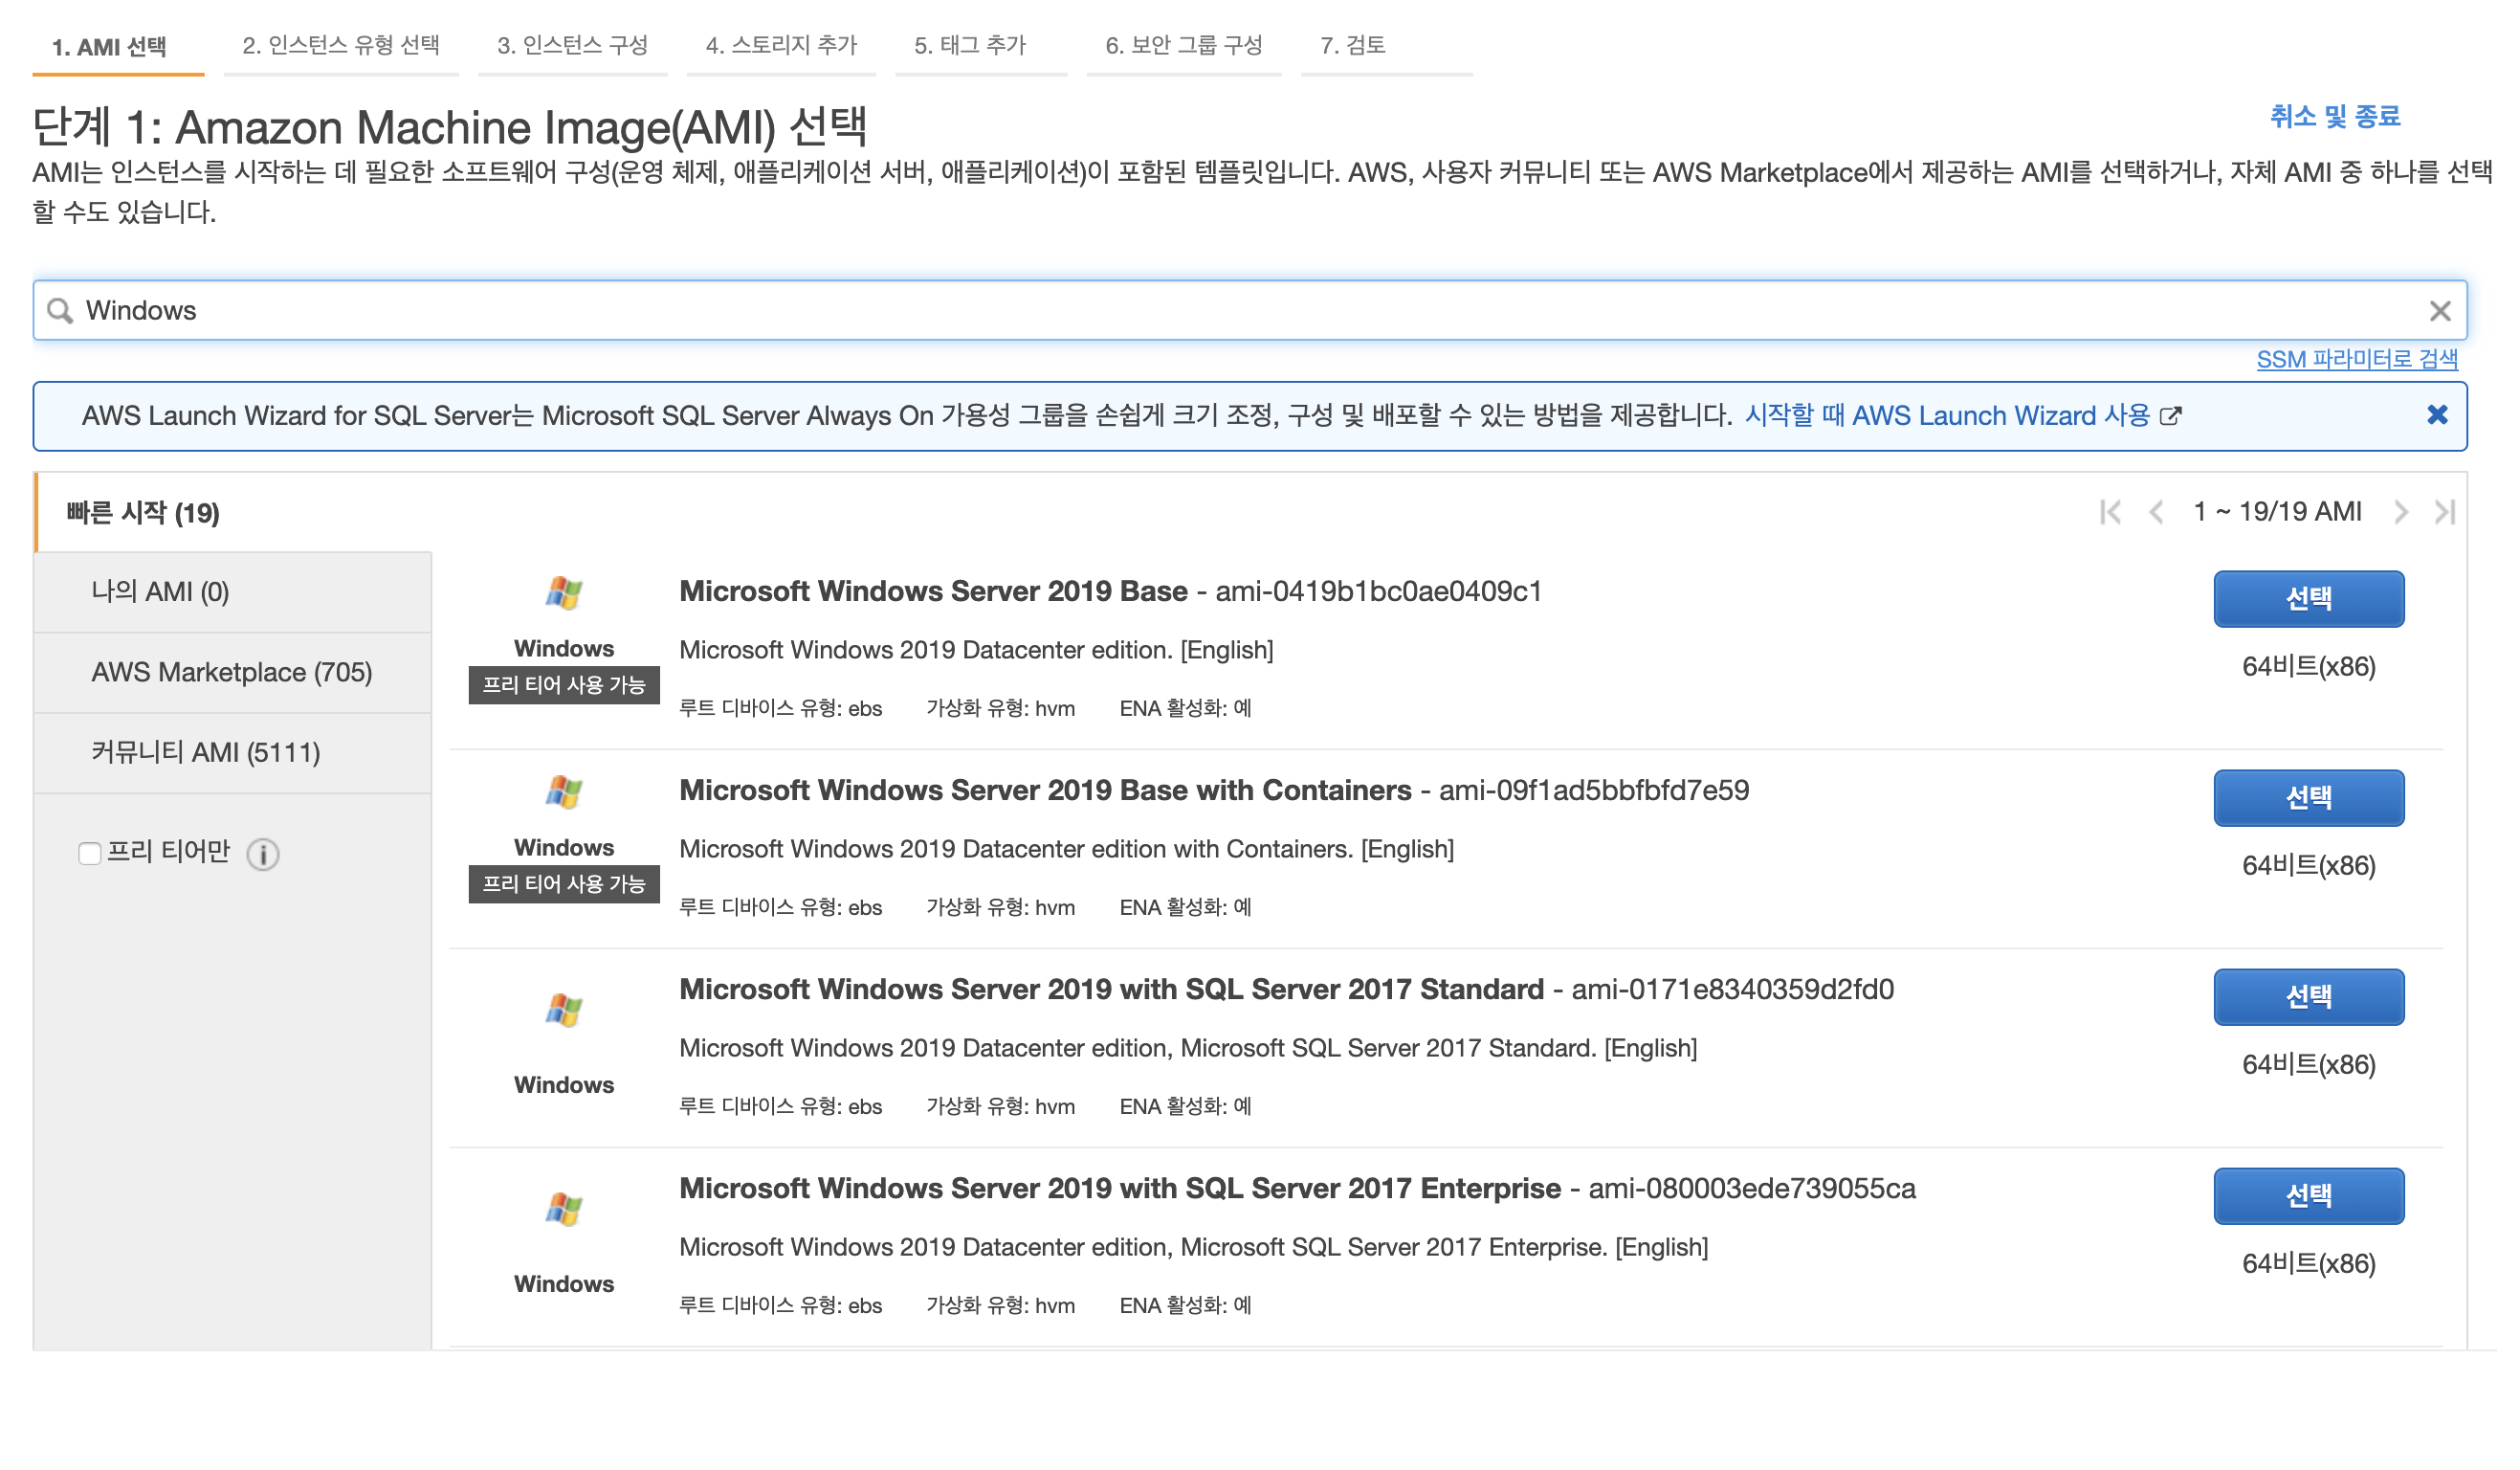 1. AMI 선택 2. 인스턴스 유형 선택 3. 인스턴스 구성 4. 스토리지 추가 5. 태그 추가 6. 보안 그룹 구성 7. 검토
단계 1: Amazon Machine Image(AMI) 선택
취소 및 종료
AMI는 인스턴스를 시작하는 데 필요한 소프트웨어 구성(운영 체제, 애플리케이션 서버, 애플리케이션)이 포함된 템플릿입니다. AWS, 사용자 커뮤니티 또는 AWS Marketplace에서 제공하는 AMI를 선택하거나, 자체 AMI 중 하나를 선택
할 수도 있습니다.
Windows
SSM 파라미터로 검색
AWS Launch Wizard for SQL Server는 Microsoft SQL Server Always On 가용성 그룹을 손쉽게 크기 조정, 구성 및 배포할 수 있는 방법을 제공합니다. 시작할 때 AWS Launch Wizard 사용
빠른 시작 (19)
1 ~ 19/19 AMI
나의 AMI (0)
AWS Marketplace (705)
커뮤니티 AMI (5111)
프리 티어만
Windows
프리 티어 사용 가능
Microsoft Windows Server 2019 Base - ami-0419b1bc0ae0409c1
Microsoft Windows 2019 Datacenter edition. [English]
루트 디바이스 유형: ebs 가상화 유형: hvm ENA 활성화: 예
선택
64비트(x86)
Windows
프리 티어 사용 가능
Microsoft Windows Server 2019 Base with Containers - ami-09f1ad5bbfbfd7e59
Microsoft Windows 2019 Datacenter edition with Containers. [English]
루트 디바이스 유형: ebs 가상화 유형: hvm ENA 활성화: 예
선택
64비트(x86)
Windows
Microsoft Windows Server 2019 with SQL Server 2017 Standard - ami-0171e8340359d2fd0
Microsoft Windows 2019 Datacenter edition, Microsoft SQL Server 2017 Standard. [English]
루트 디바이스 유형: ebs 가상화 유형: hvm ENA 활성화: 예
선택
64비트(x86)
Windows
Microsoft Windows Server 2019 with SQL Server 2017 Enterprise - ami-080003ede739055ca
Microsoft Windows 2019 Datacenter edition, Microsoft SQL Server 2017 Enterprise. [English]
루트 디바이스 유형: ebs 가상화 유형: hvm ENA 활성화: 예
선택
64비트(x86)